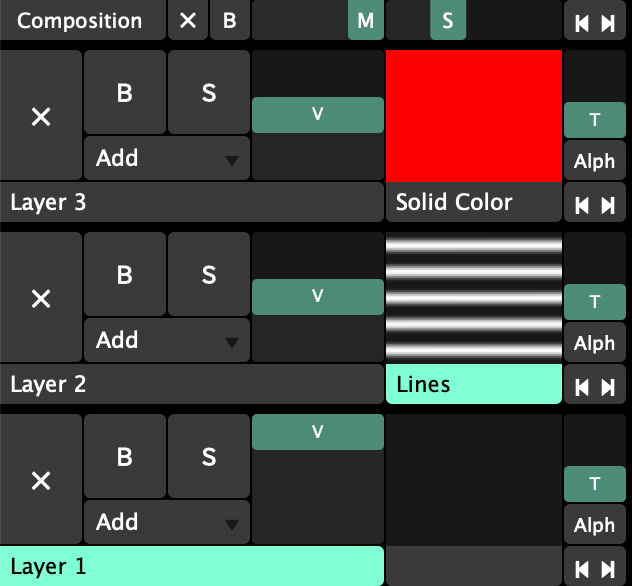 Composition × B M S
B S V T
Add Alph
Layer 3 Solid Color
B S V T
Add Alph
Layer 2 Lines
B S V T
Add Alph
Layer 1